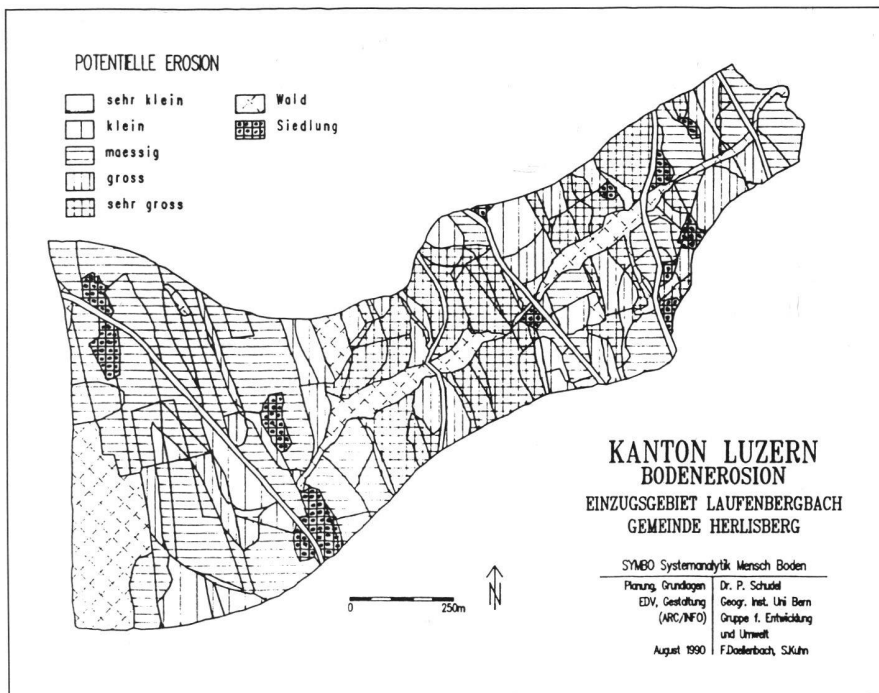 POTENTIELLE EROSION
sehr klein
klein
maessig
gross
sehr gross
Wald
Siedlung
KANTON LUZERN
BODENEROSION
EINZUGSGEBIET LAUFENBERGBACH
GEMEINDE HERLISBERG
SYMBO Systemanalytik Mensch Boden
Planung, Grundlagen Dr. P. Schudel
EDV, Gestaltung Geogr. Inst. Uni Bern
(ARC/INFO) Gruppe f. Entwicklung
und Umwelt
August 1990 F.Daellenbach, S.Kuhn
0 250m
N